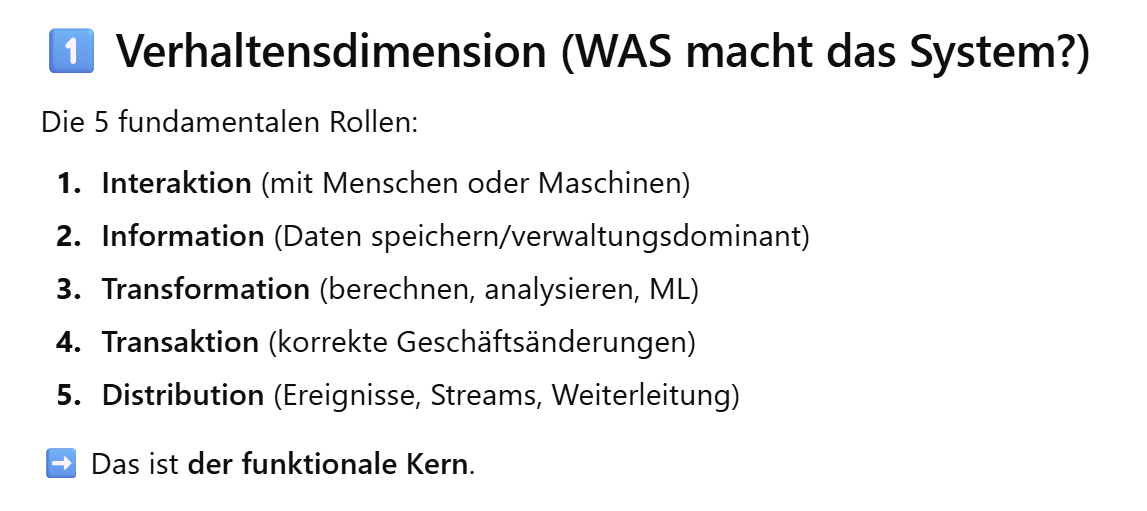 1️⃣ Verhaltensdimension (WAS macht das System?)
Die 5 fundamentalen Rollen:
1. Interaktion (mit Menschen oder Maschinen)
2. Information (Daten speichern/verwaltungsdominant)
3. Transformation (berechnen, analysieren, ML)
4. Transaktion (korrekte Geschäftsänderungen)
5. Distribution (Ereignisse, Streams, Weiterleitung)
➡️ Das ist der funktionale Kern.